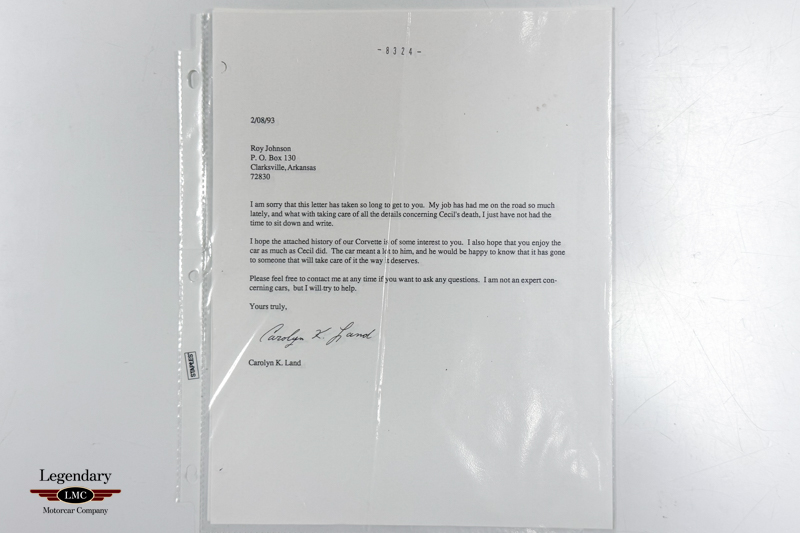 - 8 3 2 4 -
2/08/93
Roy Johnson
P. O. Box 130
Clarksville, Arkansas
72830
I am sorry that this letter has taken so long to get to you. My job has had me on the road so much
lately, and what with taking care of all the details concerning Cecil's death, I just have not had the
time to sit down and write.
I hope the attached history of our Corvette is of some interest to you. I also hope that you enjoy the
car as much as Cecil did. The car meant a lot to him, and he would be happy to know that it has gone
to someone that will take care of it the way it deserves.
Please feel free to contact me at any time if you want to ask any questions. I am not an expert con-
cerning cars, but I will try to help.
Yours truly,
Carolyn K. Land
Carolyn K. Land
Legendary
LMC
Motorcar Company